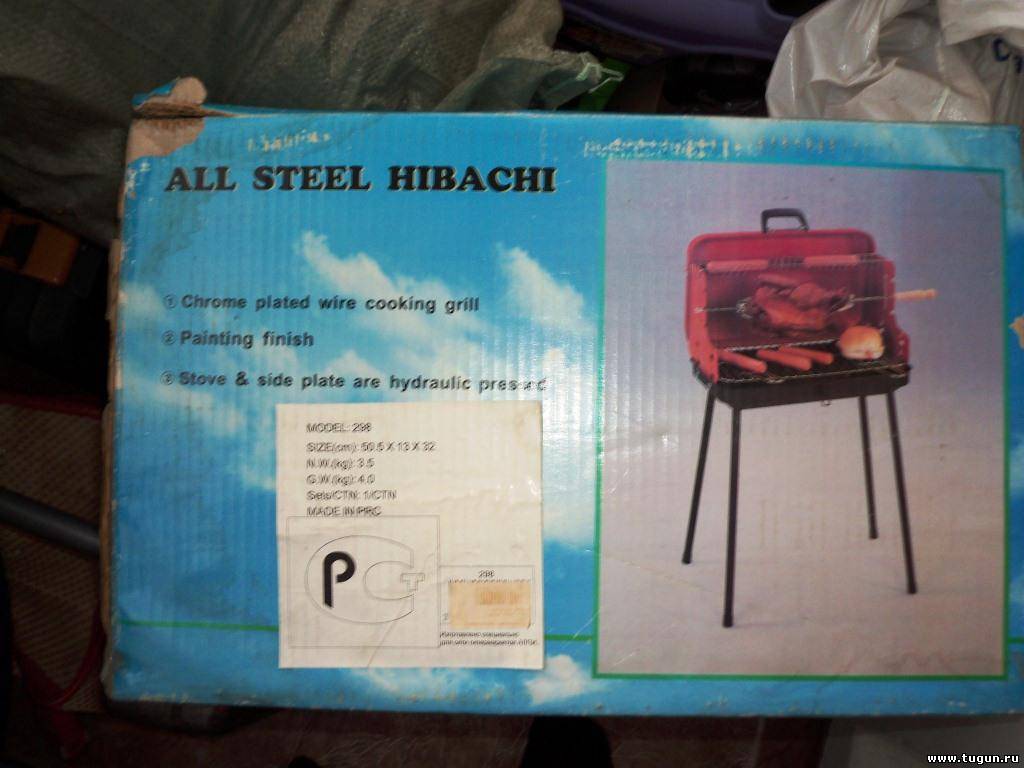 ALL STEEL HIBACHI
① Chrome plated wire cooking grill
② Painting finish
③ Stove & side plate are hydraulic pressed
MODEL: 298
SIZE(cm): 50.5 X 13 X 32
N.W.(kg): 3.5
G.W.(kg): 4.0
Sets/CTN: 1/CTN
MADE IN PRC
298
www.tugun.ru